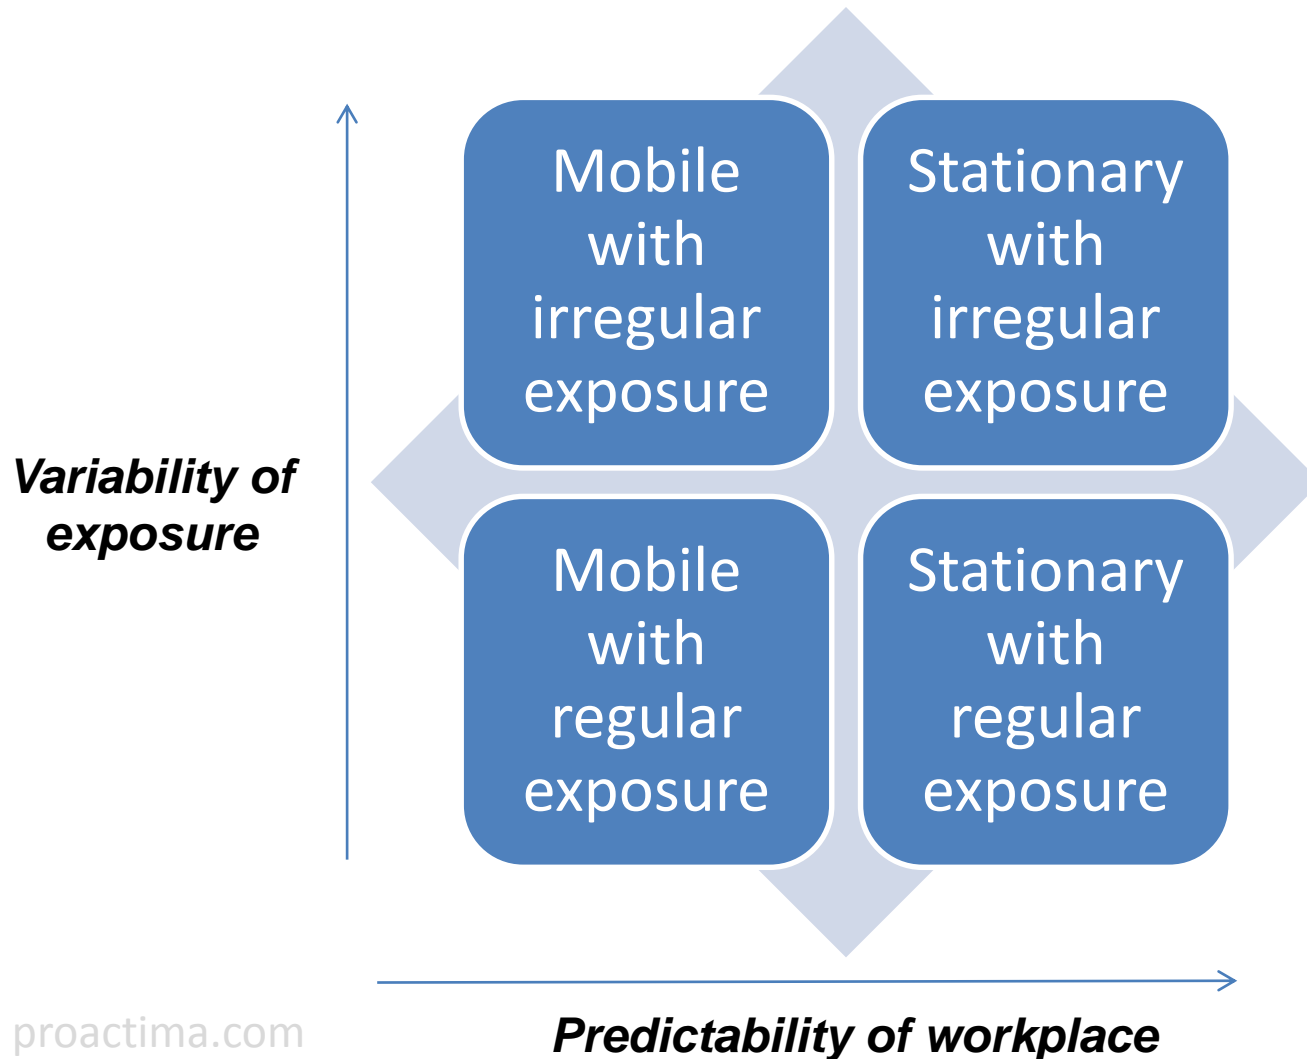 Mobile
with
irregular
exposure
Stationary
with
irregular
exposure
Variability of
exposure
Mobile
with
regular
exposure
Stationary
with
regular
exposure
proactima.com
Predictability of workplace